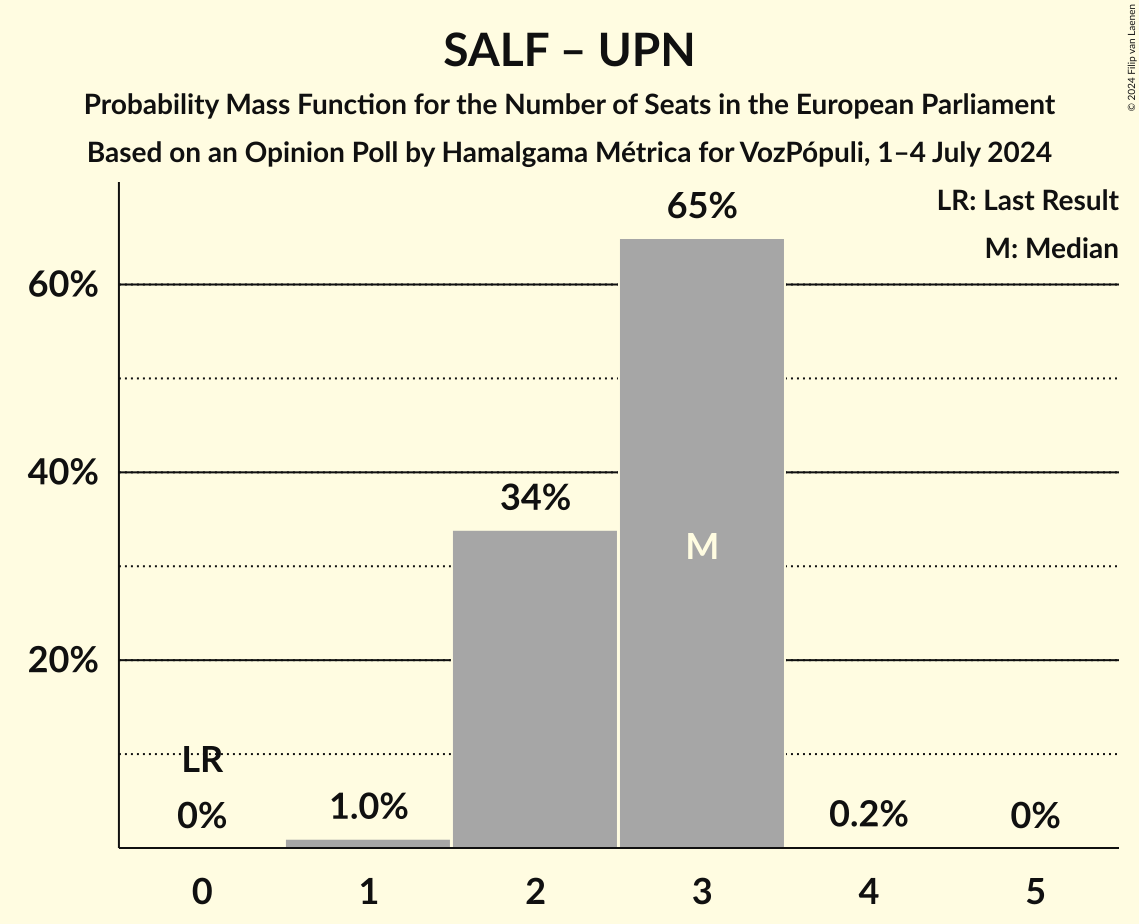 SALF – UPN
Probability Mass Function for the Number of Seats in the European Parliament
Based on an Opinion Poll by Hamalgama Métrica for VozPópuli, 1–4 July 2024
© 2024 Filip van Laenen
LR: Last Result
M: Median
60%
40%
20%
LR
0%
1.0%
34%
65%
M
0.2%
0%
0 1 2 3 4 5